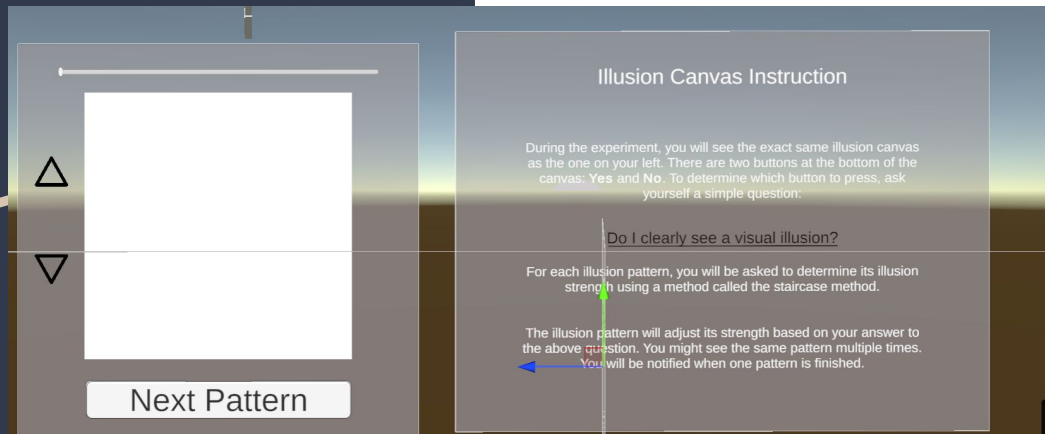 Illusion Canvas Instruction
During the experiment, you will see the exact same illusion canvas
as the one on your left. There are two buttons at the bottom of the
canvas: Yes and No. To determine which button to press, ask
yourself a simple question:
Do I clearly see a visual illusion?
For each illusion pattern, you will be asked to determine its illusion
strength using a method called the staircase method.
The illusion pattern will adjust its strength based on your answer to
the above question. You might see the same pattern multiple times.
You will be notified when one pattern is finished.
Next Pattern